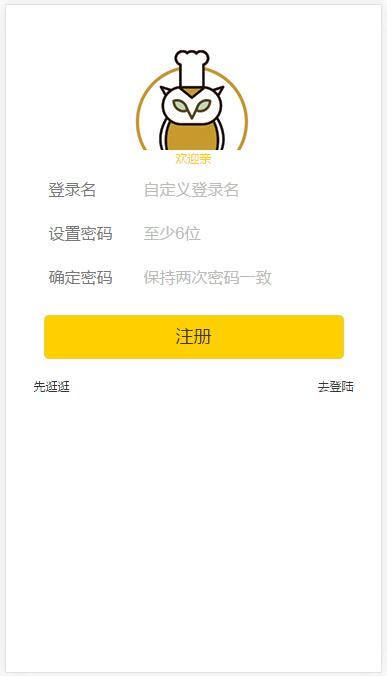 欢迎亲
登录名 自定义登录名
设置密码 至少6位
确定密码 保持两次密码一致
注册
先逛逛 去登陆